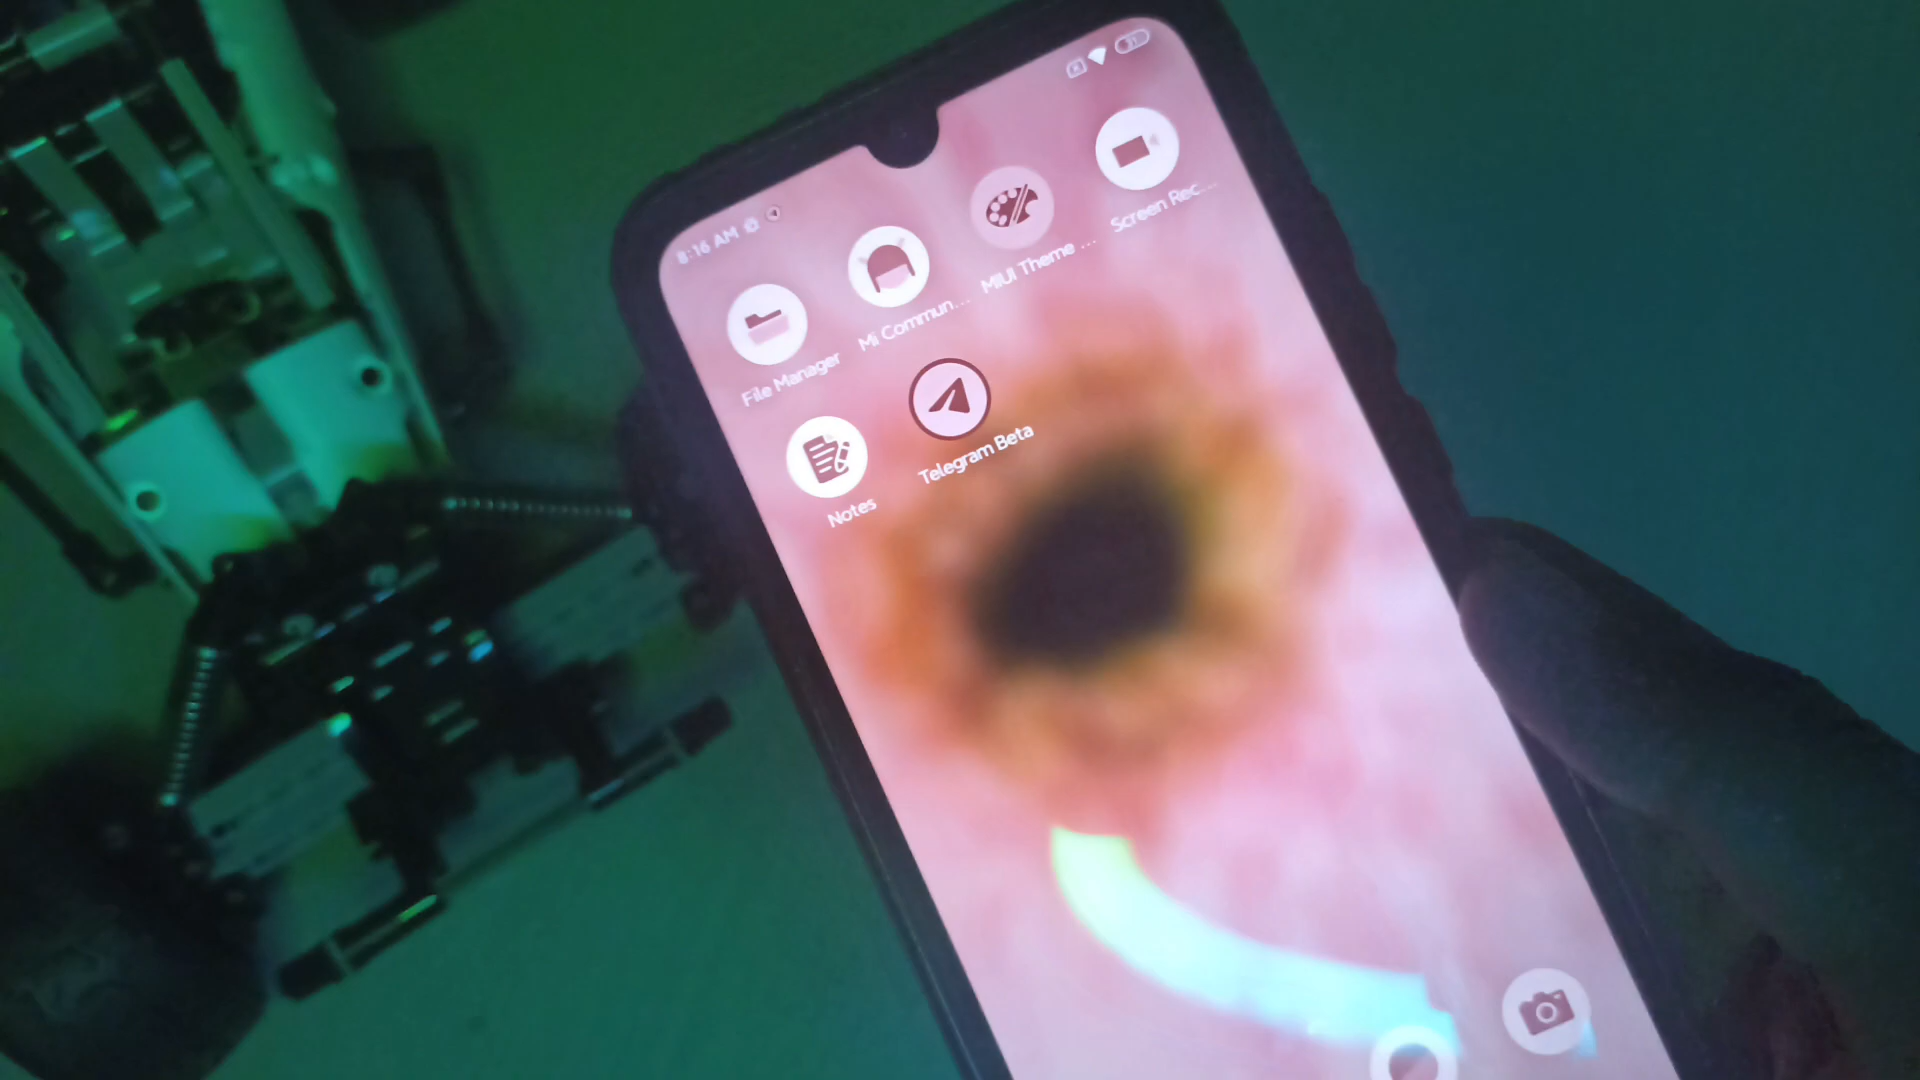 8:16 AM
File Manager
Mi Commun...
MIUI Theme ...
Screen Rec...
Notes
Telegram Beta